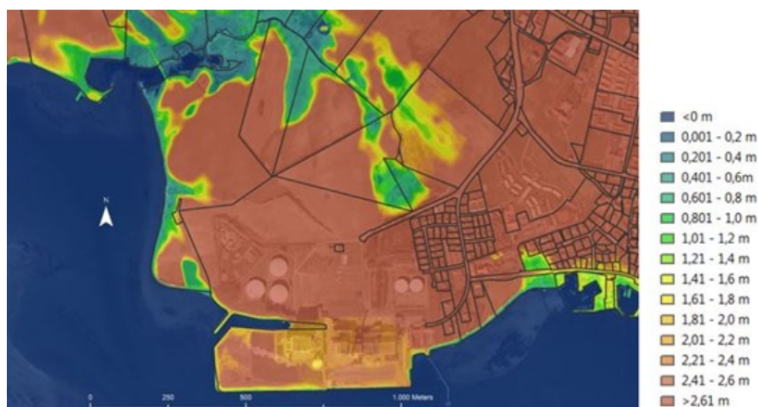 N
0 250 500 1.000 Meters
<0 m
0,001 - 0,2 m
0,201 - 0,4 m
0,401 - 0,6m
0,601 - 0,8 m
0,801 - 1,0 m
1,01 - 1,2 m
1,21 - 1,4 m
1,41 - 1,6 m
1,61 - 1,8 m
1,81 - 2,0 m
2,01 - 2,2 m
2,21 - 2,4 m
2,41 - 2,6 m
>2,61 m